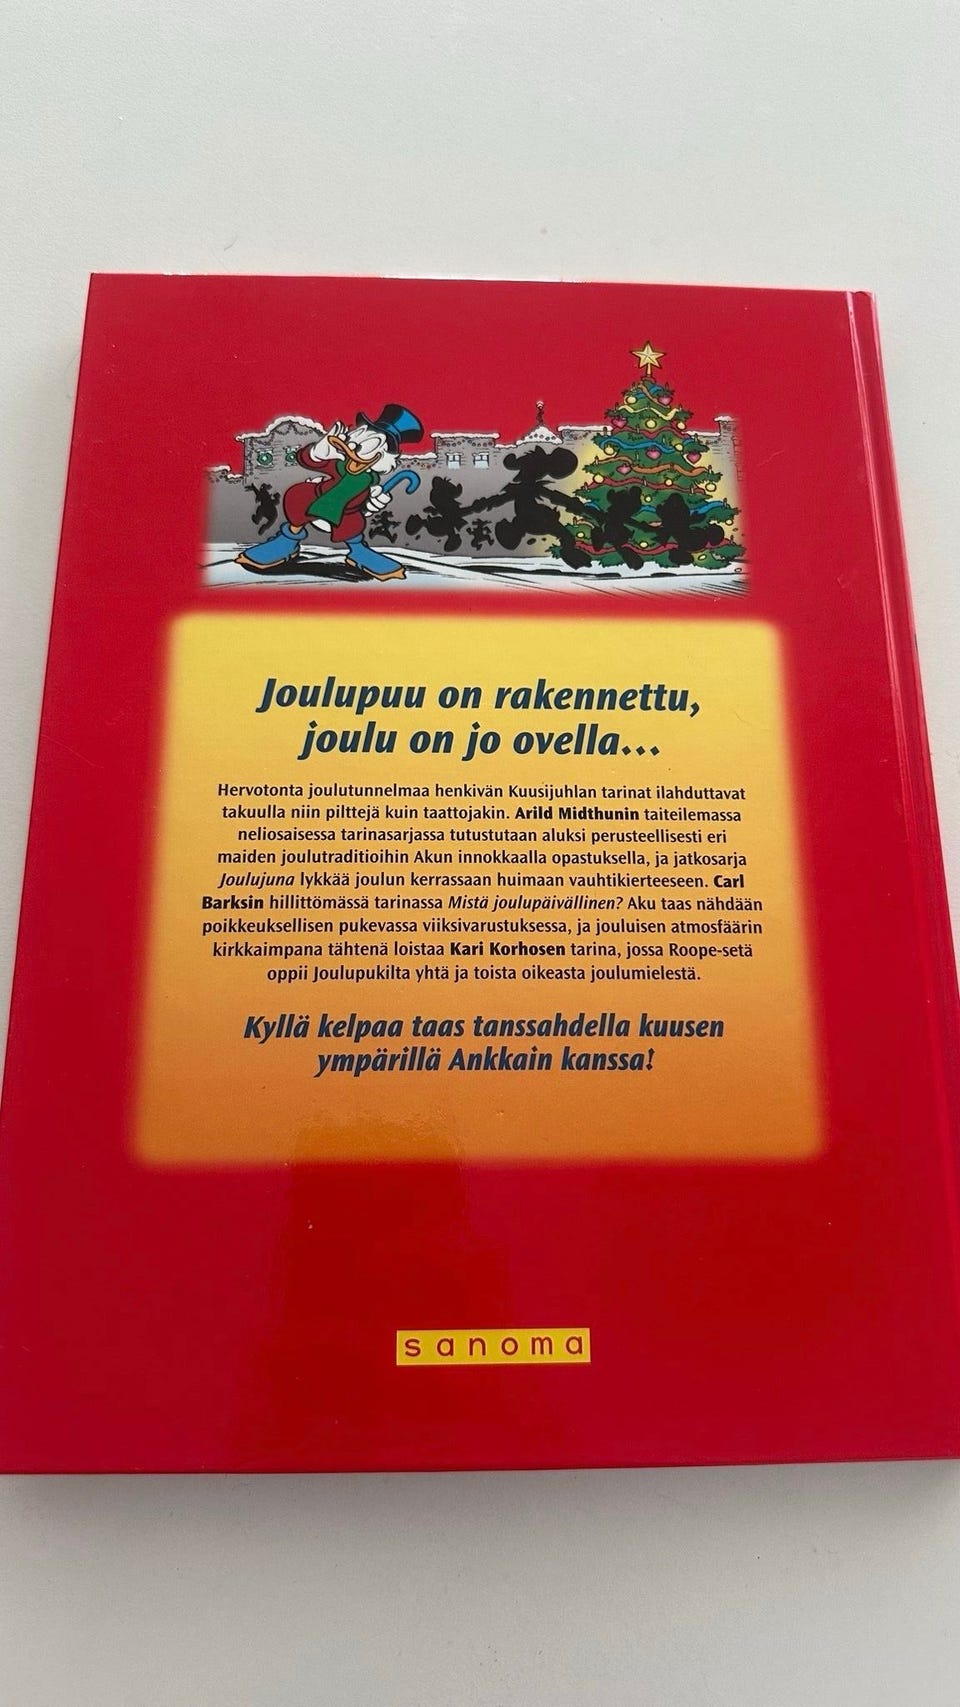 Joulupuu on rakennettu,
joulu on jo ovella...
Hervotonta joulutunnelmaa henkivän Kuusijuhlan tarinat ilahduttavat
takuulla niin pilttejä kuin taattojakin. Arild Midthunin taiteilemassa
neliosaisessa tarinasarjassa tutustutaan aluksi perusteellisesti eri
maiden joulutraditioihin Akun innokkaalla opastuksella, ja jatkosarja
Joulujuna lykkää joulun kerrassaan huimaan vauhtikierteeseen. Carl
Barksin hillittömässä tarinassa Mistä joulupäivällinen? Aku taas nähdään
poikkeuksellisen pukevassa viiksivarustuksessa, ja jouluisen atmosfäärin
kirkkaimpana tähtenä loistaa Kari Korhosen tarina, jossa Roope-setä
oppii Joulupukilta yhtä ja toista oikeasta joulumielestä.
Kyllä kelpaa taas tanssahdella kuusen
ympärillä Ankkain kanssa!
sanoma